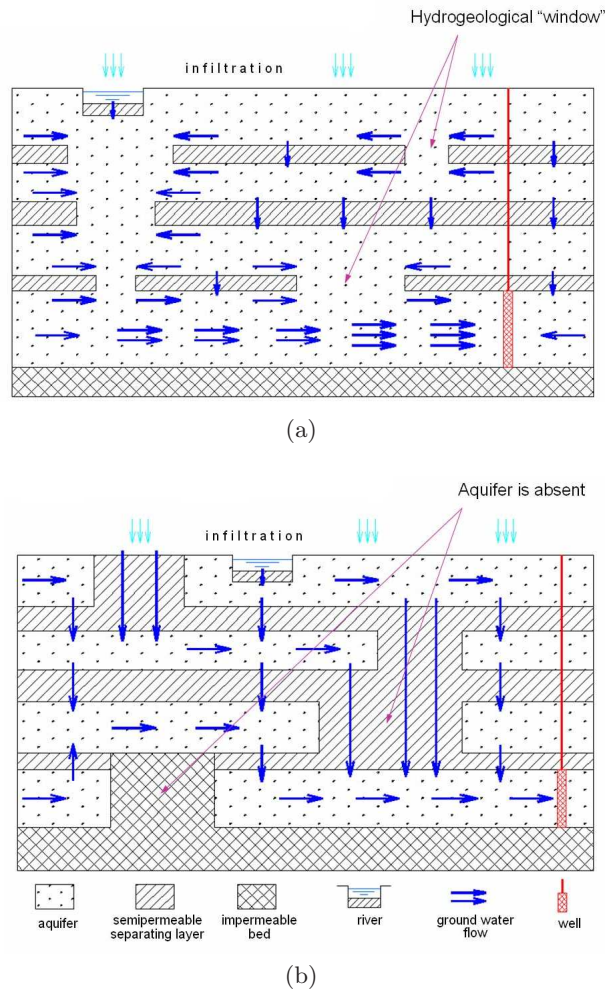 Hydrogeological "window"
infiltration
(a)
Aquifer is absent
infiltration
aquifer
semipermeable
separating layer
impermeable
bed
river
ground water
flow
well
(b)